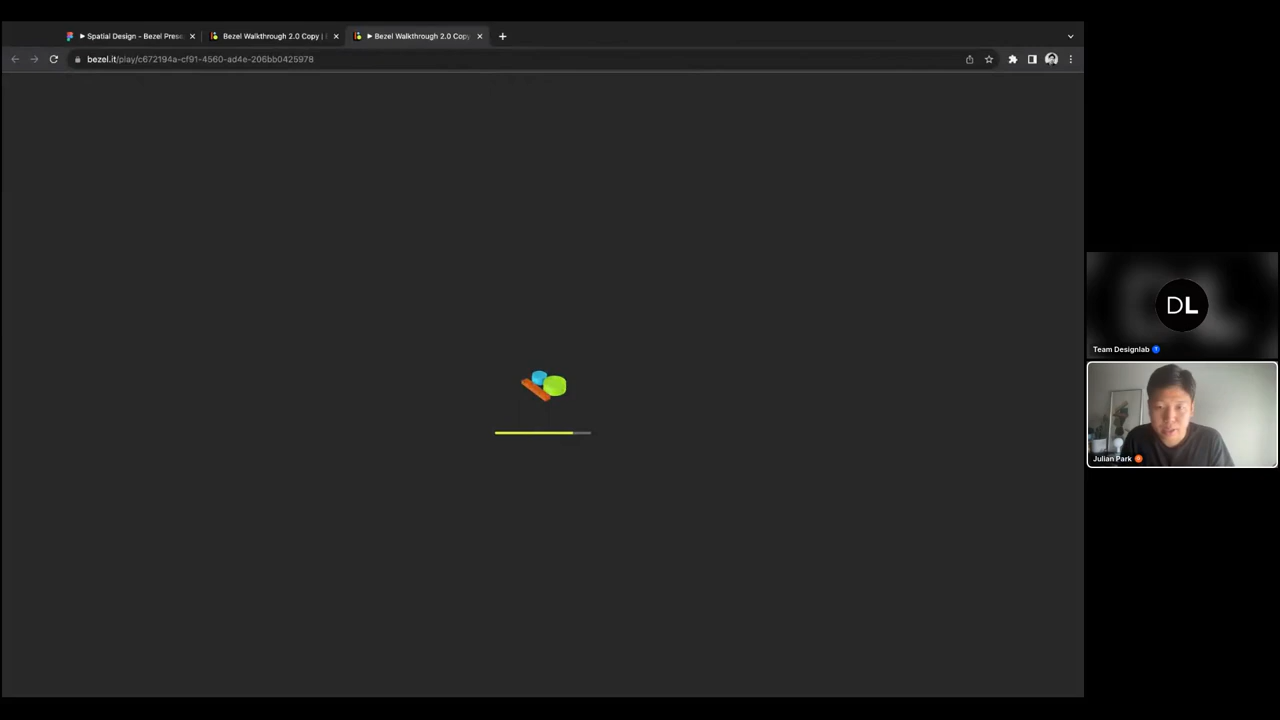 ▶ Spatial Design - Bezel Prese
Bezel Walkthrough 2.0 Copy |
▶ Bezel Walkthrough 2.0 Copy
bezel.it/play/c672194a-cf91-4560-ad4e-206bb0425978
DL
Team Designlab
Julian Park